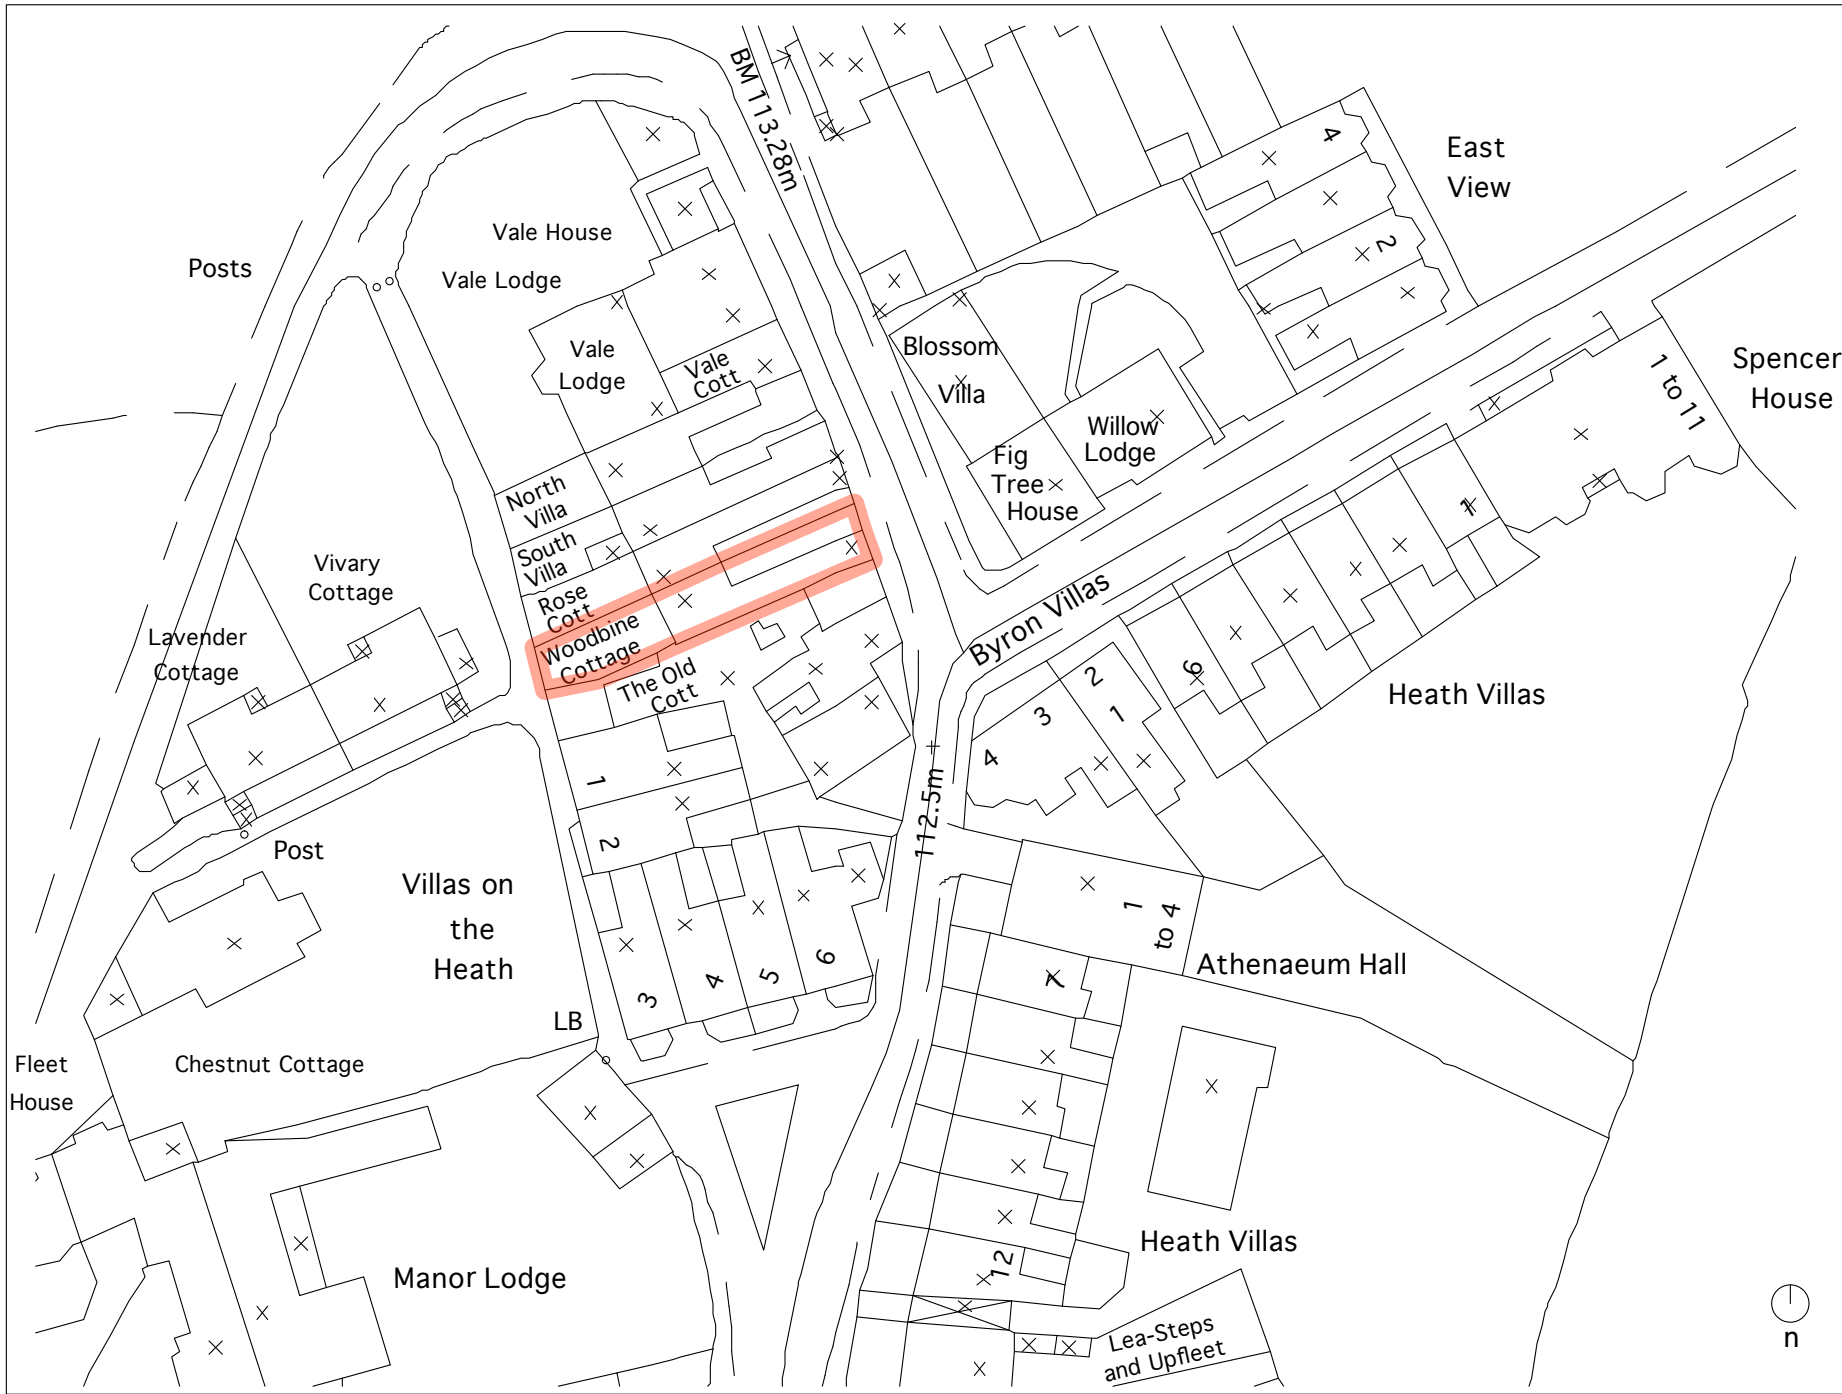 BM 113.28m
4
East
View
2
Vale House
Posts
Vale Lodge
Vale
Lodge
Vale
Cott
Blossom
Villa
Willow
Lodge
Fig
Tree
House
1 to 11
Spencer
House
North
Villa
South
Villa
Rose
Cott
Woodbine
Cottage
The Old
Cott
Vivary
Cottage
Lavender
Cottage
Byron Villas
1
6
Heath Villas
2
1
3
4
112.5m
1
2
Post
Villas on
the
Heath
3
4
5
6
1
to 4
Athenaeum Hall
7
LB
Fleet
House
Chestnut Cottage
Manor Lodge
Heath Villas
12
Lea-Steps
and Upfleet
n